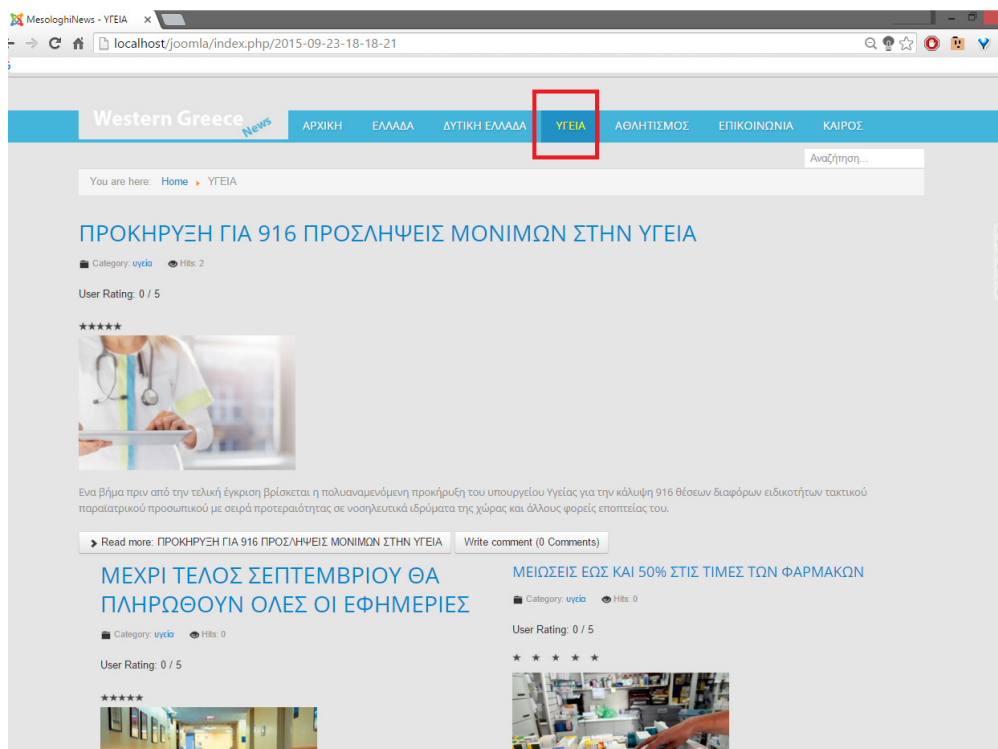 MesologhiNews - ΥΓΕΙΑ
localhost/joomla/index.php/2015-09-23-18-18-21
Western Greece News
ΑΡΧΙΚΗ ΕΛΛΑΔΑ ΔΥΤΙΚΗ ΕΛΛΑΔΑ ΥΓΕΙΑ ΑΘΛΗΤΙΣΜΟΣ ΕΠΙΚΟΙΝΩΝΙΑ ΚΑΙΡΟΣ
Αναζήτηση...
You are here: Home ΥΓΕΙΑ
ΠΡΟΚΗΡΥΞΗ ΓΙΑ 916 ΠΡΟΣΛΗΨΕΙΣ ΜΟΝΙΜΩΝ ΣΤΗΝ ΥΓΕΙΑ
Category: υγεία Hits: 2
User Rating: 0 / 5
Ενα βήμα πριν από την τελική έγκριση βρίσκεται η πολυαναμενόμενη προκήρυξη του υπουργείου Υγείας για την κάλυψη 916 θέσεων διαφόρων ειδικοτήτων τακτικού
παραϊατρικού προσωπικού με σειρά προτεραιότητας σε νοσηλευτικά ιδρύματα της χώρας και άλλους φορείς εποπτείας του.
Read more: ΠΡΟΚΗΡΥΞΗ ΓΙΑ 916 ΠΡΟΣΛΗΨΕΙΣ ΜΟΝΙΜΩΝ ΣΤΗΝ ΥΓΕΙΑ Write comment (0 Comments)
ΜΕΧΡΙ ΤΕΛΟΣ ΣΕΠΤΕΜΒΡΙΟΥ ΘΑ
ΠΛΗΡΩΘΟΥΝ ΟΛΕΣ ΟΙ ΕΦΗΜΕΡΙΕΣ
Category: υγεία Hits: 0
User Rating: 0 / 5
ΜΕΙΩΣΕΙΣ ΕΩΣ ΚΑΙ 50% ΣΤΙΣ ΤΙΜΕΣ ΤΩΝ ΦΑΡΜΑΚΩΝ
Category: υγεία Hits: 0
User Rating: 0 / 5